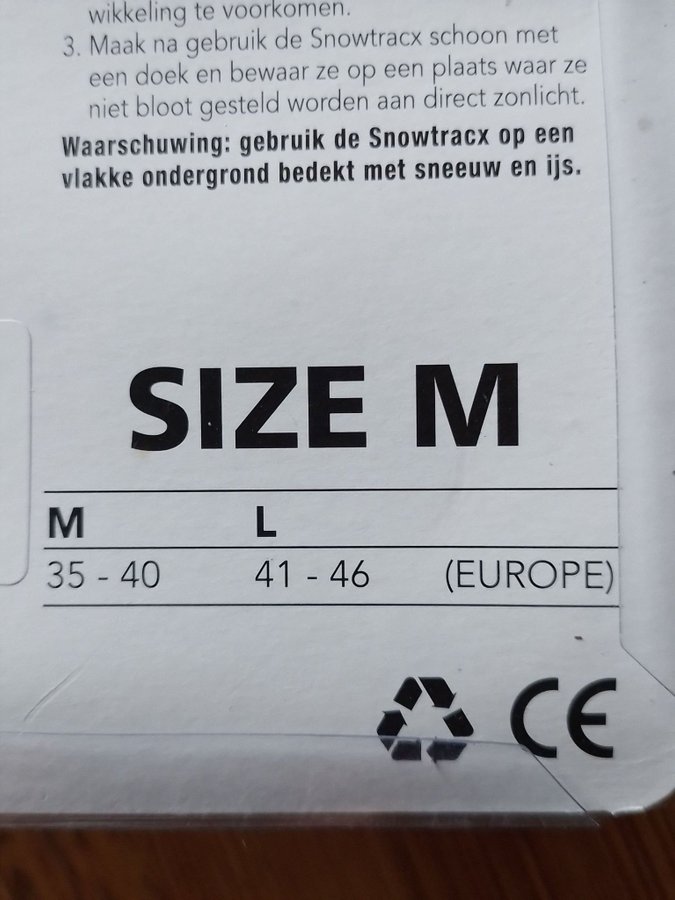 wikkeling te voorkomen.
3. Maak na gebruik de Snowtracx schoon met
een doek en bewaar ze op een plaats waar ze
niet bloot gesteld worden aan direct zonlicht.
Waarschuwing: gebruik de Snowtracx op een
vlakke ondergrond bedekt met sneeuw en ijs.
SIZE M
M L
35 - 40 41 - 46 (EUROPE)
CE